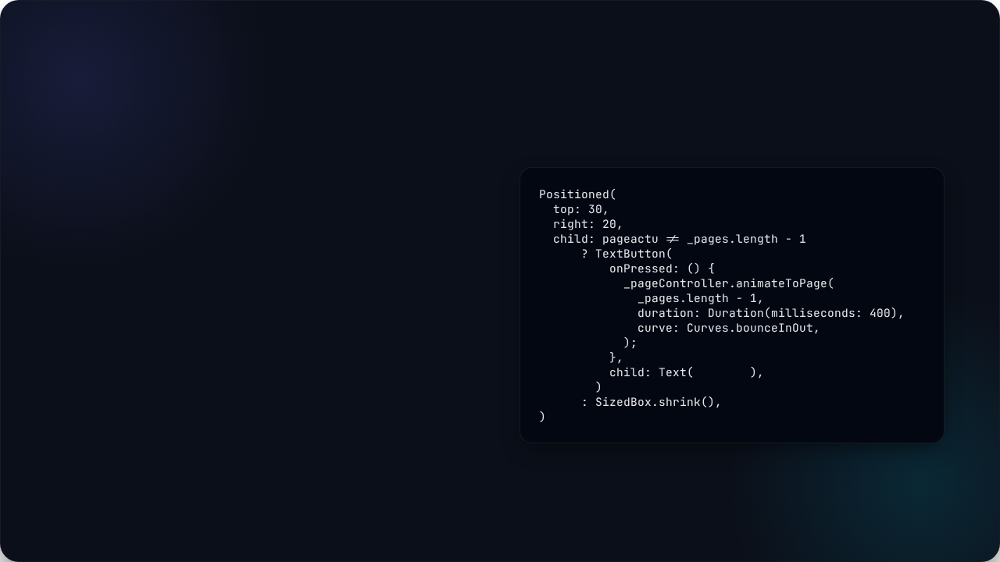 Positioned(
  top: 30,
  right: 20,
  child: pageactu != _pages.length - 1
      ? TextButton(
          onPressed: () {
            _pageController.animateToPage(
              _pages.length - 1,
              duration: Duration(milliseconds: 400),
              curve: Curves.bounceInOut,
            );
          },
          child: Text(        ),
        )
      : SizedBox.shrink(),
)